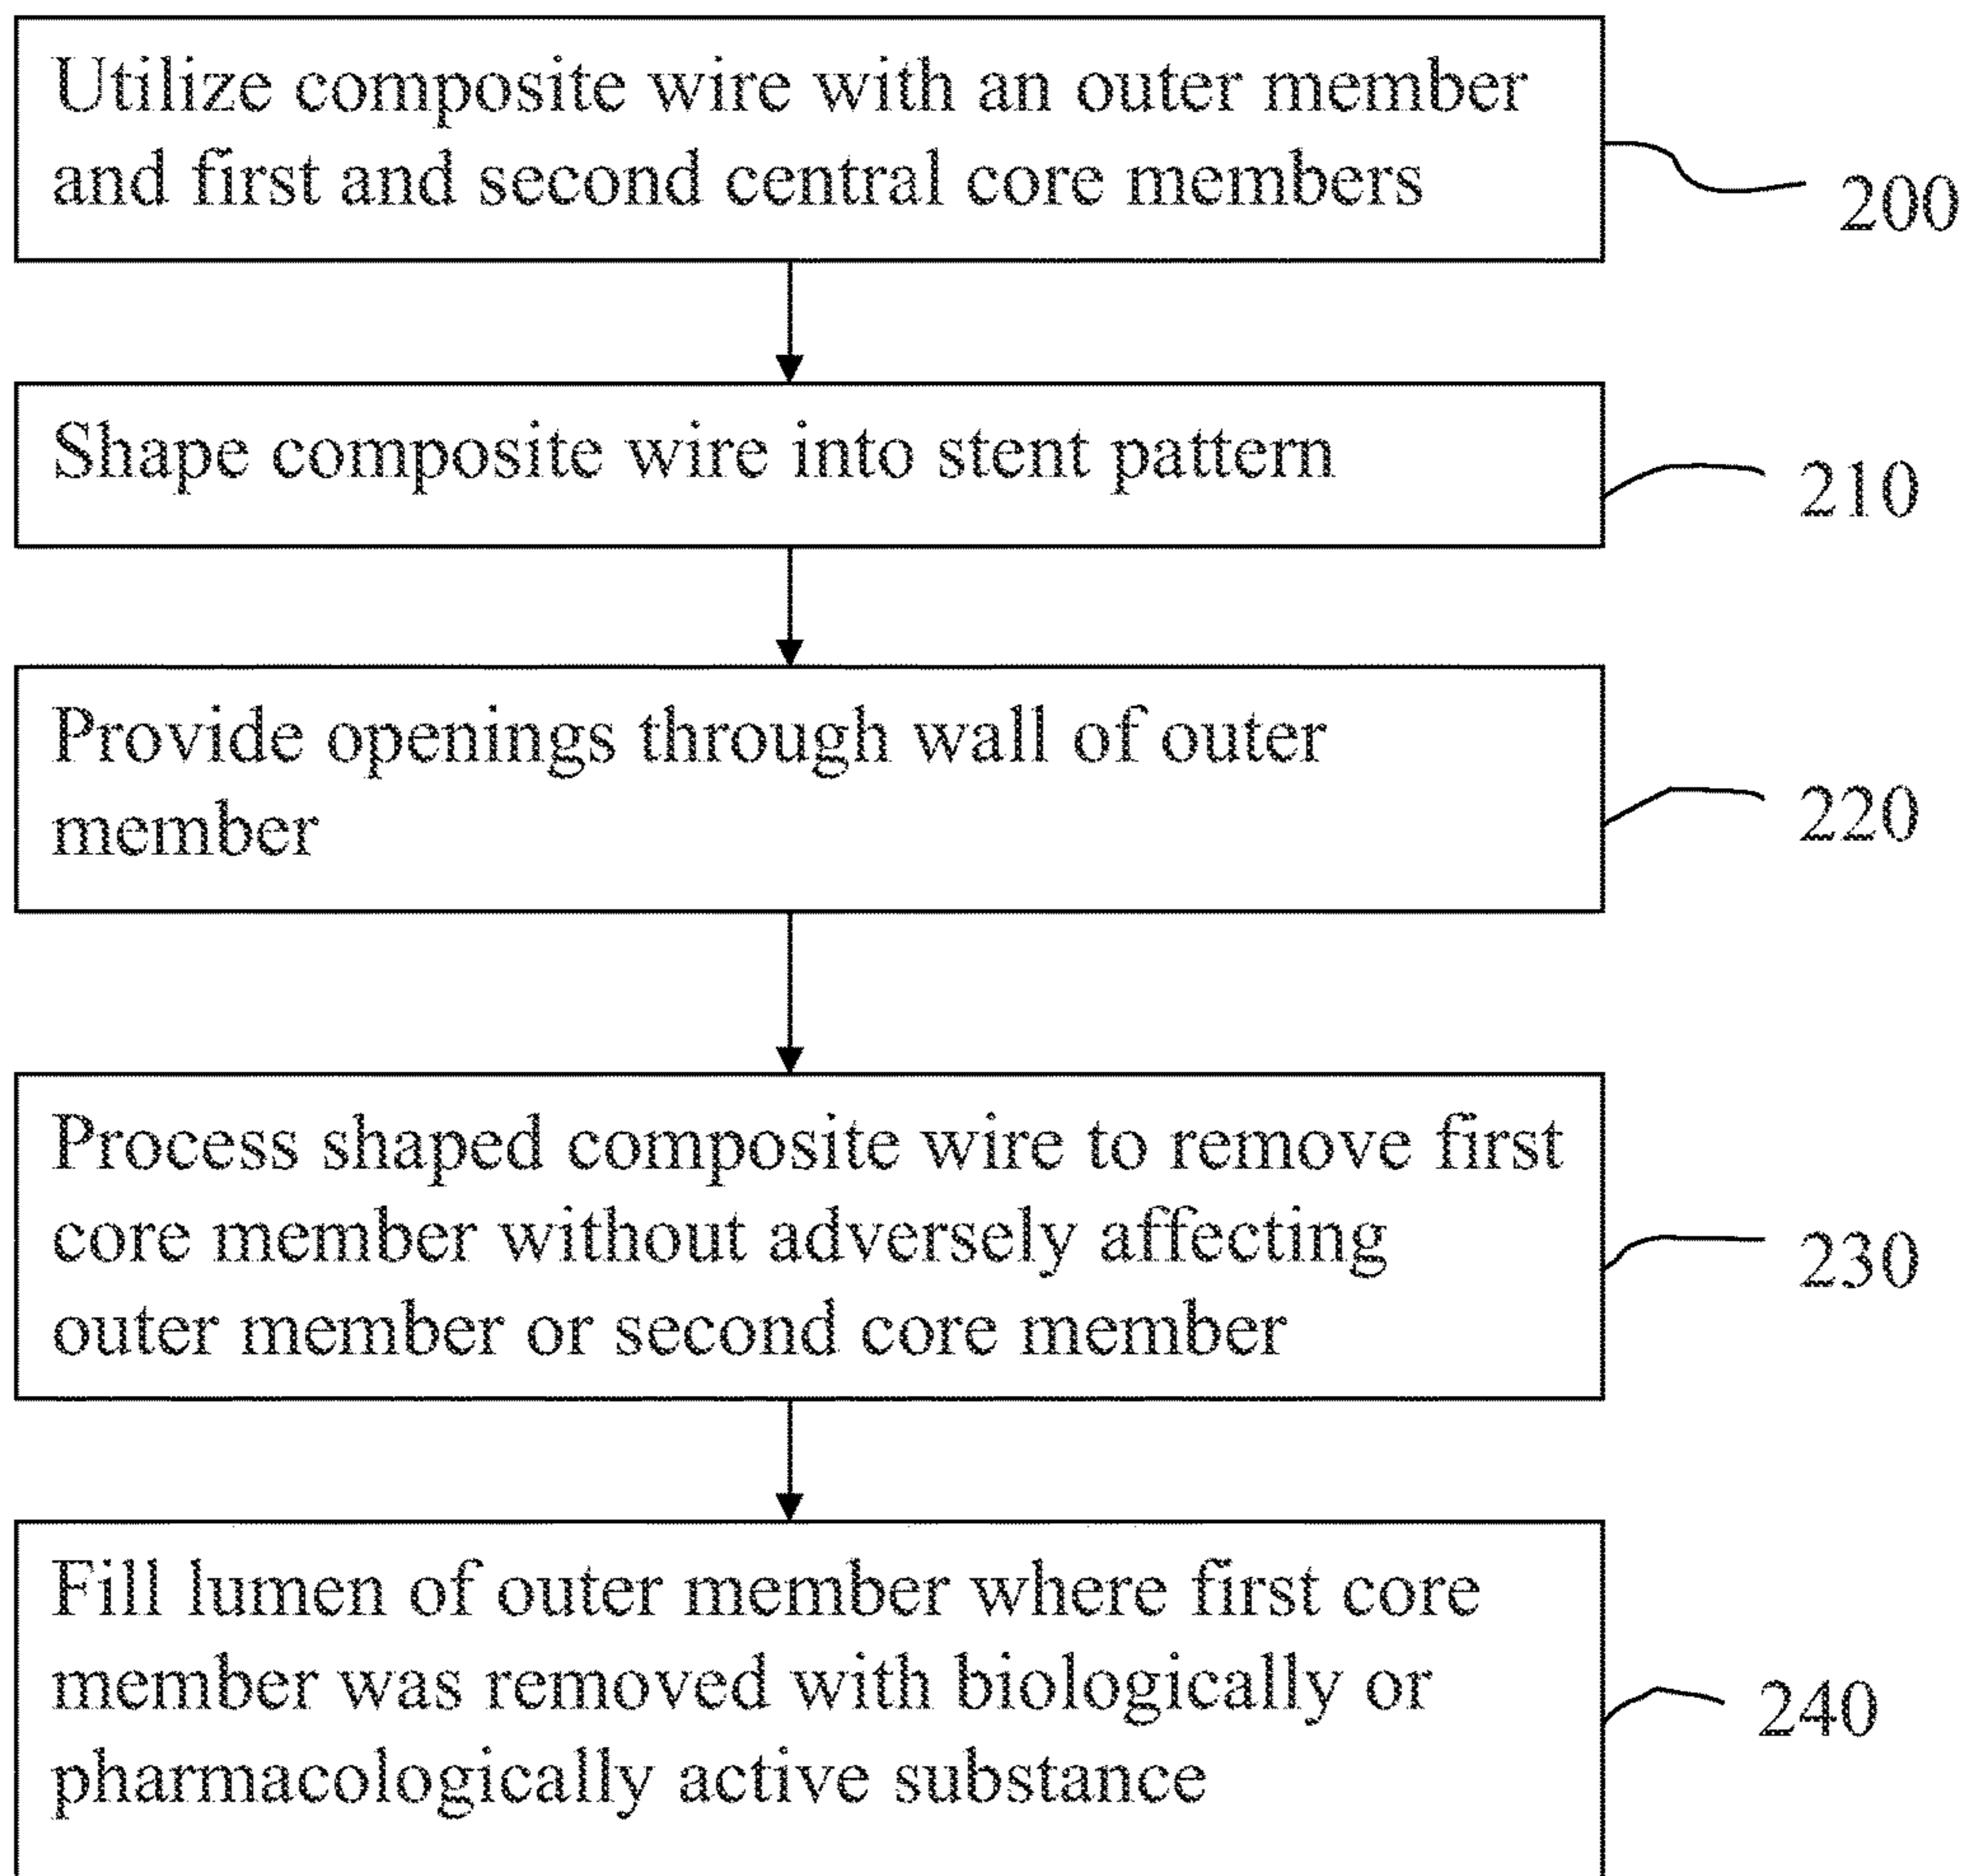 Utilize composite wire with an outer member
and first and second central core members
200
Shape composite wire into stent pattern
210
Provide openings through wall of outer
member
220
Process shaped composite wire to remove first
core member without adversely affecting
outer member or second core member
230
Fill lumen of outer member where first core
member was removed with biologically or
pharmacologically active substance
240